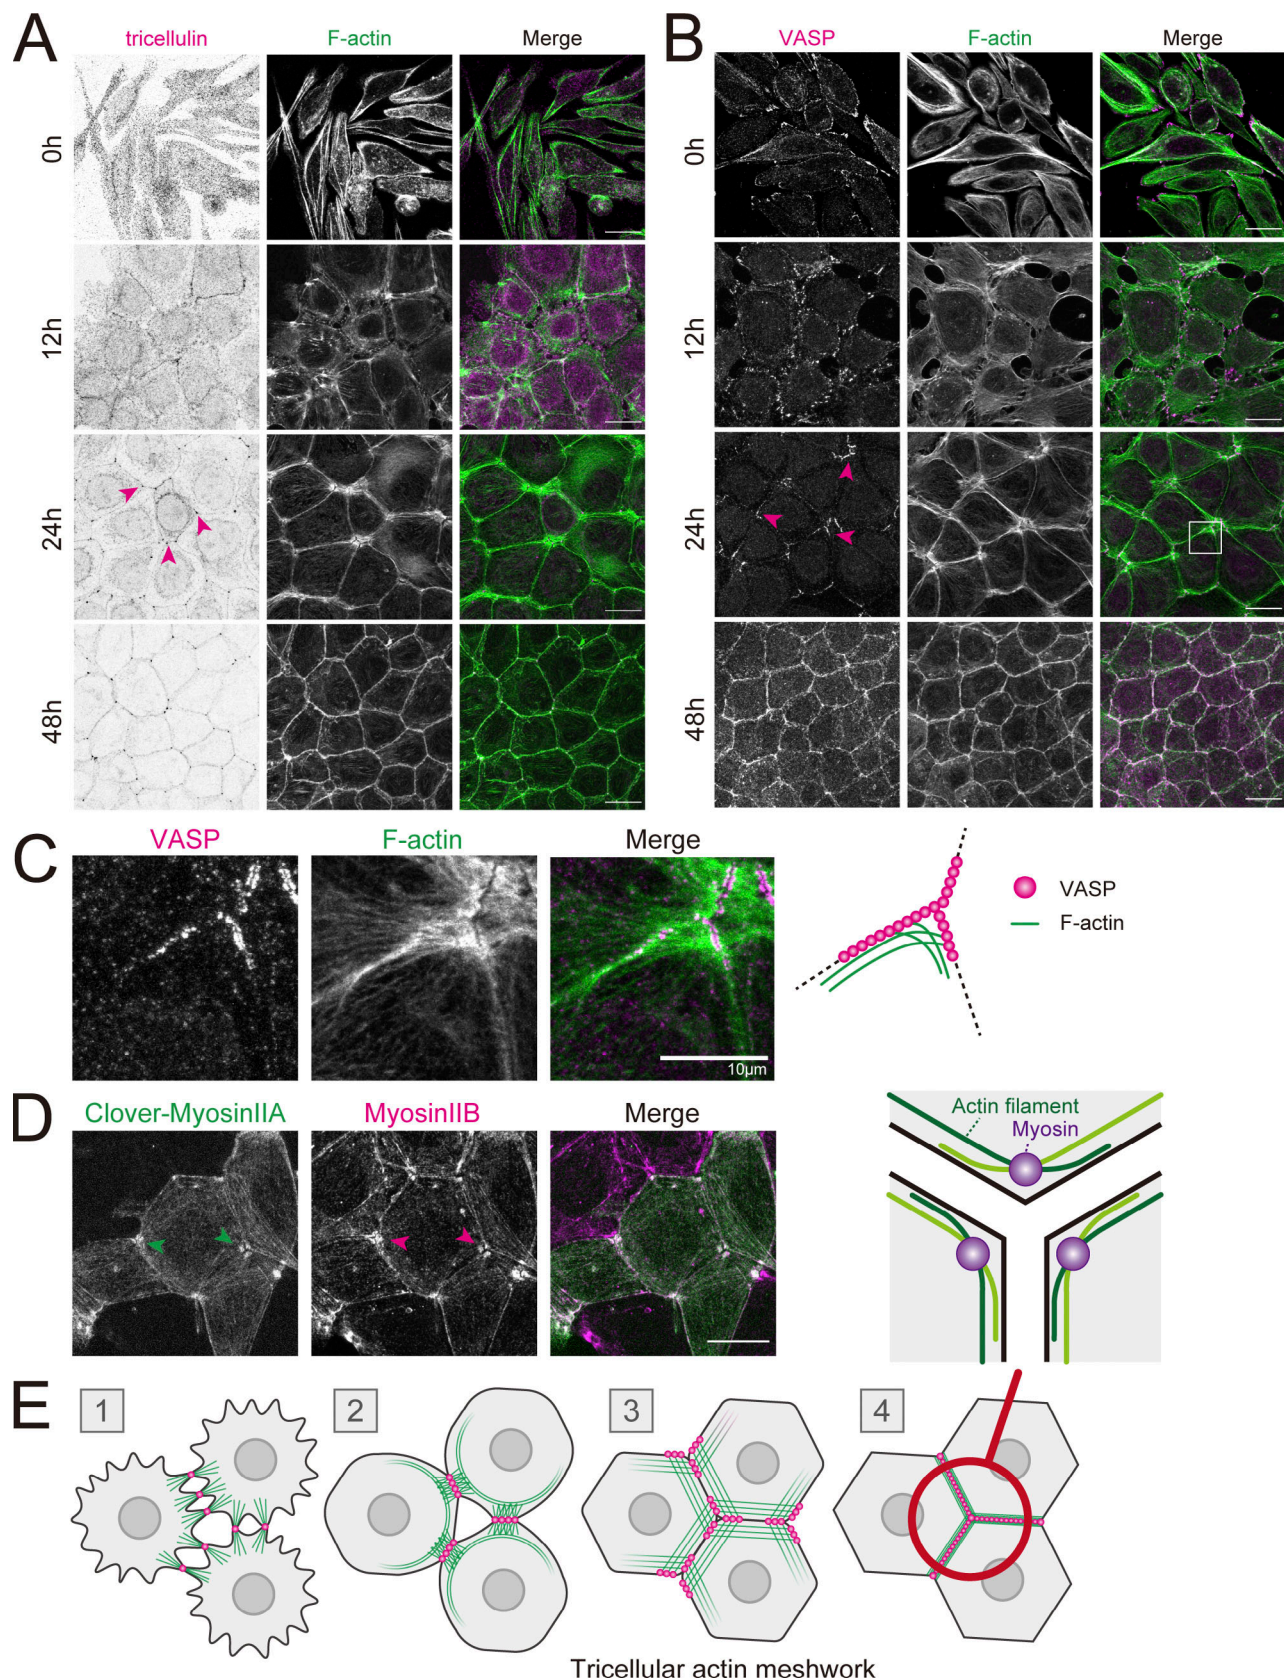 A
tricellulin F-actin Merge
0h
12h
24h
48h
B
VASP F-actin Merge
0h
12h
24h
48h
C
VASP F-actin Merge
10μm
VASP
F-actin
D
Clover-MyosinIIA MyosinIIB Merge
Actin filament
Myosin
E
1 2 3 4
Tricellular actin meshwork